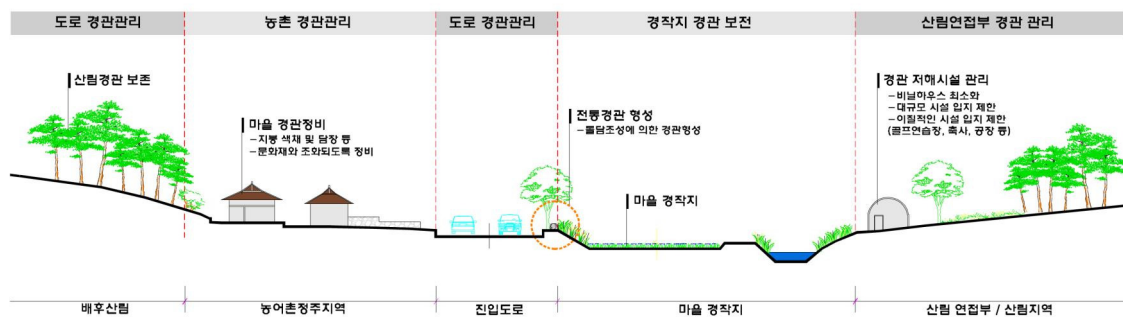 도로 경관관리
농촌 경관관리
도로 경관관리
경작지 경관 보전
산림연접부 경관 관리
산림경관 보존
마을 경관정비
－지붕 색채 및 담장 등
－문화재와 조화되도록 정비
전통경관 형성
－돌담조성에 의한 경관형성
마을 경작지
경관 저해시설 관리
－비닐하우스 최소화
－대규모 시설 입지 제한
－이질적인 시설 입지 제한
(골프연습장, 축사, 공장 등)
배후산림
농어촌정주지역
진입도로
마을 경작지
산림 연접부 / 산림지역